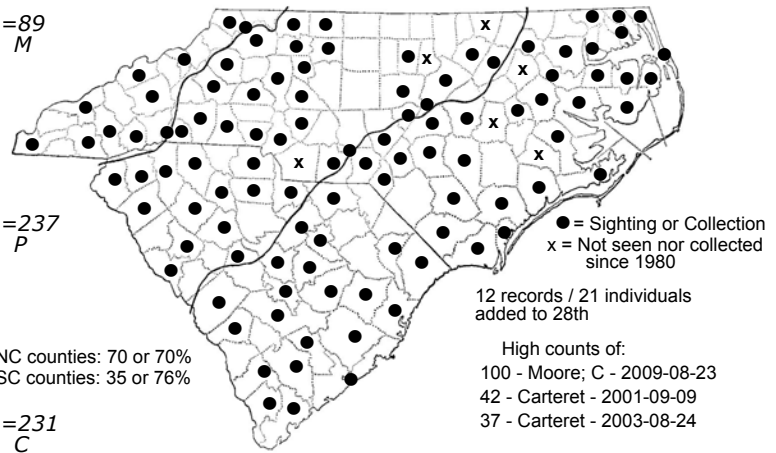 =89
M
=237
P
● = Sighting or Collection
x = Not seen nor collected
since 1980
12 records / 21 individuals
added to 28th
High counts of:
100 - Moore; C - 2009-08-23
42 - Carteret - 2001-09-09
37 - Carteret - 2003-08-24
NC counties: 70 or 70%
SC counties: 35 or 76%
=231
C
x
x
x
x
x
x